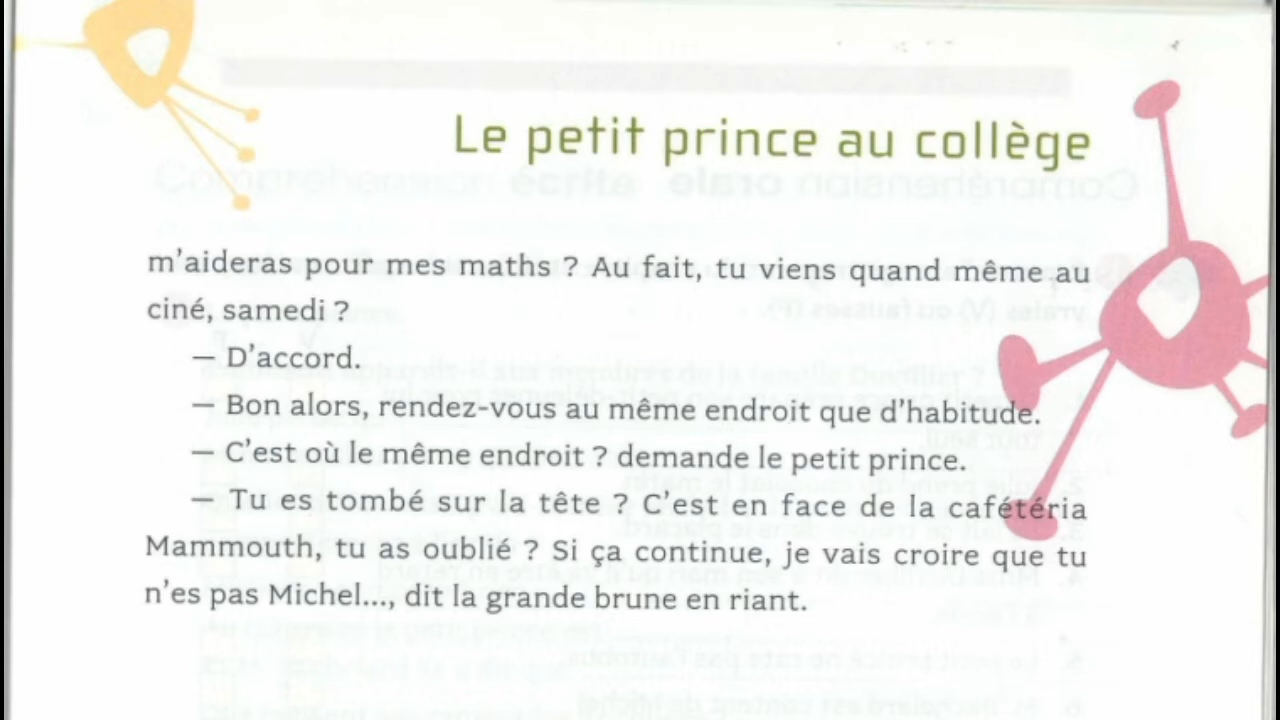 Le petit prince au collège
m'aideras pour mes maths ? Au fait, tu viens quand même au
ciné, samedi ?
— D'accord.
— Bon alors, rendez-vous au même endroit que d'habitude.
— C'est où le même endroit ? demande le petit prince.
— Tu es tombé sur la tête ? C'est en face de la cafétéria
Mammouth, tu as oublié ? Si ça continue, je vais croire que tu
n'es pas Michel..., dit la grande brune en riant.